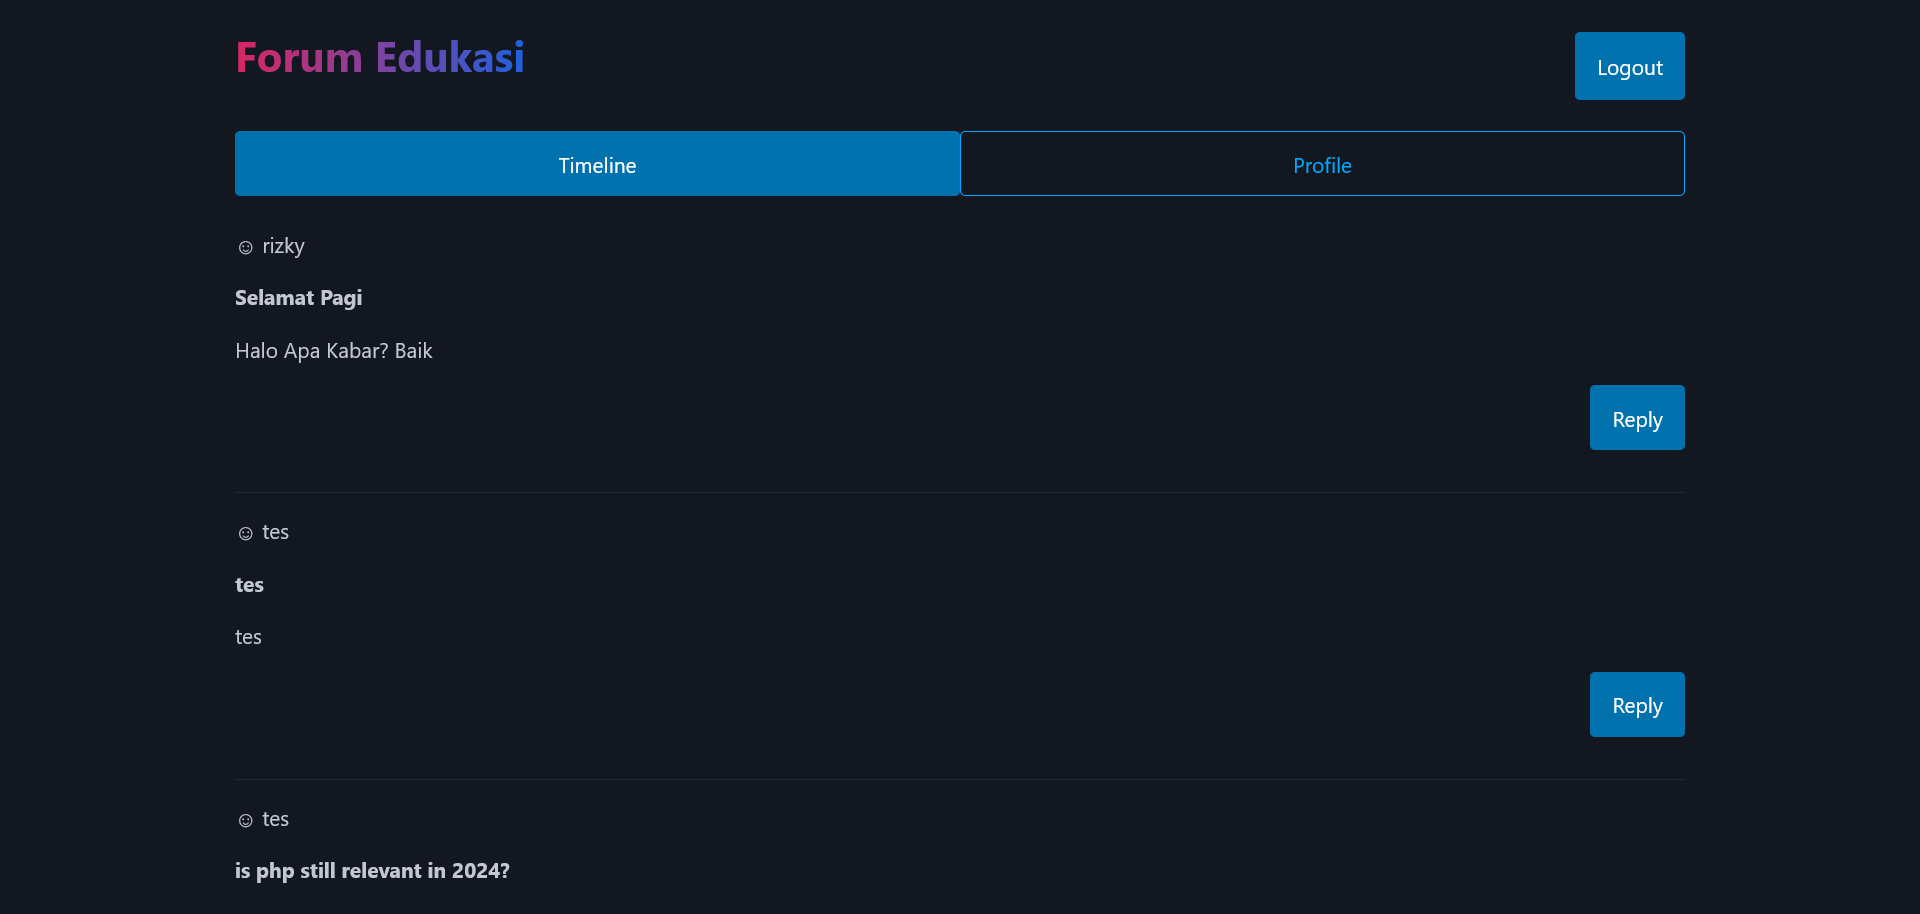 Forum Edukasi
Logout
Timeline
Profile
☺ rizky
Selamat Pagi
Halo Apa Kabar? Baik
Reply
☺ tes
tes
tes
Reply
☺ tes
is php still relevant in 2024?